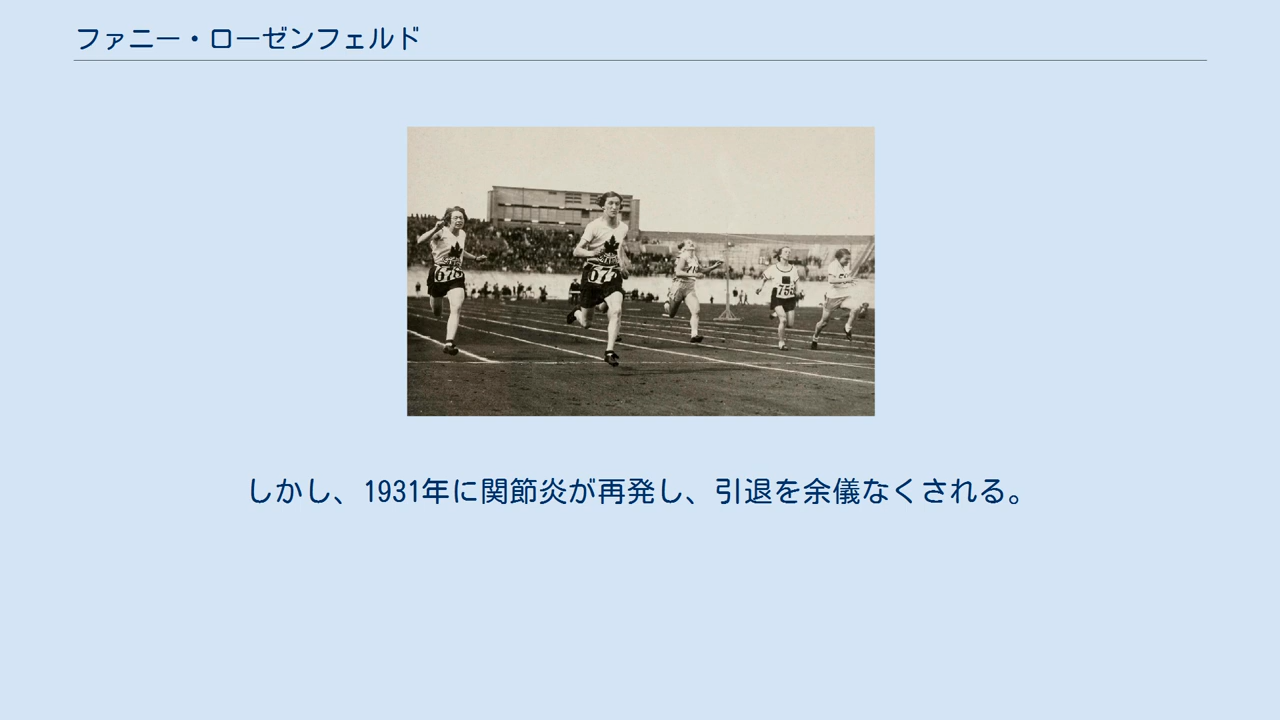 ファニー・ローゼンフェルド
677
755
しかし、1931年に関節炎が再発し、引退を余儀なくされる。